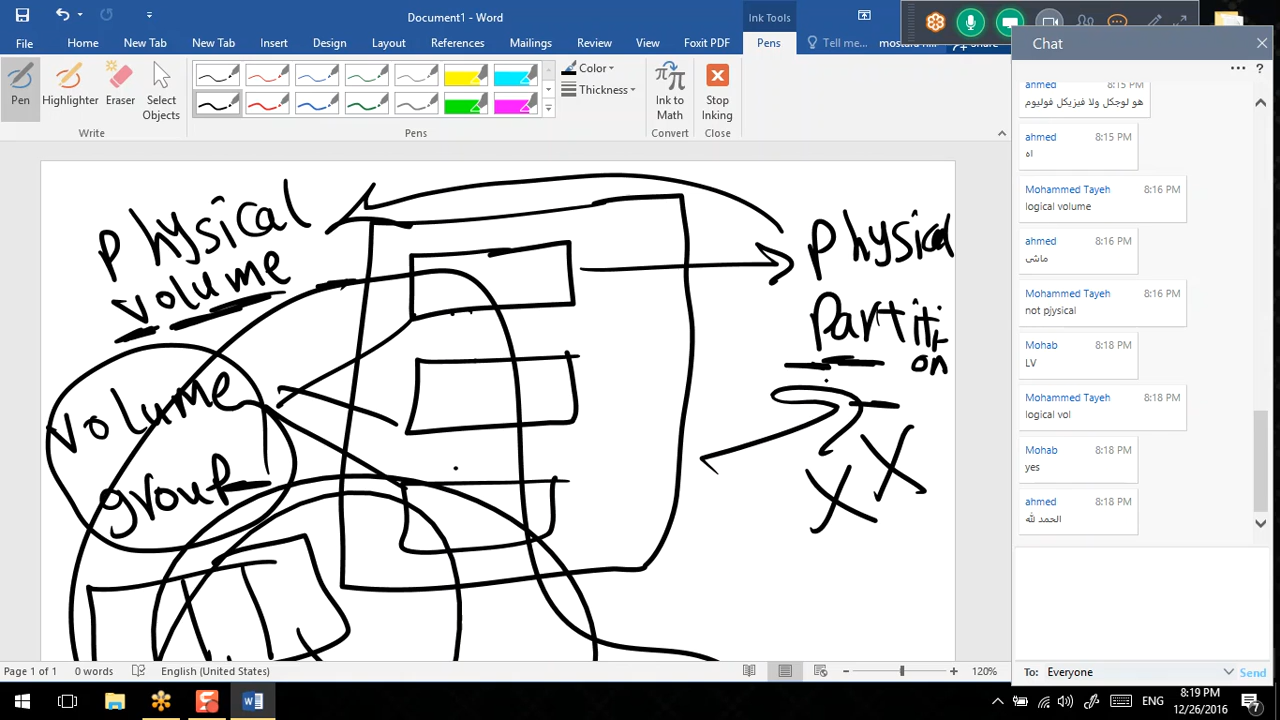 Document1 - Word
Ink Tools
File
Home
New Tab
New Tab
Insert
Design
Layout
References
Mailings
Review
View
Foxit PDF
Pens
Tell me...
Pen
Highlighter
Eraser
Select
Objects
Write
Pens
Color
Thickness
Ink to
Math
Convert
Stop
Inking
Close
physical
volume
physical
Partiti
on
volume
group
X X
Chat
ahmed 8:15 PM
هو لوجكل ولا فيزيكل فوليوم
ahmed 8:15 PM
اه
Mohammed Tayeh 8:16 PM
logical volume
ahmed 8:16 PM
ماشى
Mohammed Tayeh 8:16 PM
not pjysical
Mohab 8:18 PM
LV
Mohammed Tayeh 8:18 PM
logical vol
Mohab 8:18 PM
yes
ahmed 8:18 PM
الحمد لله
To: Everyone
Send
Page 1 of 1
0 words
English (United States)
120%
ENG
8:19 PM
12/26/2016
7